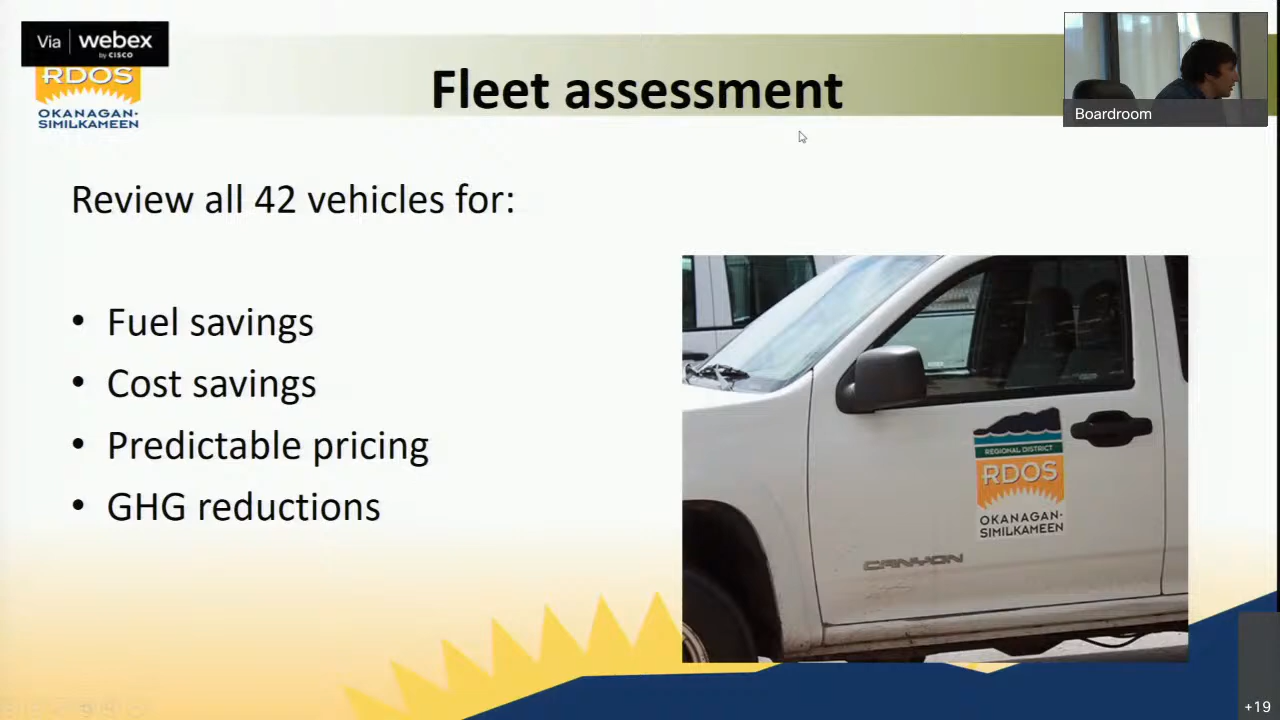 Via webex
by CISCO
RDOS
OKANAGAN-
SIMILKAMEEN
Fleet assessment
Boardroom
Review all 42 vehicles for:
• Fuel savings
• Cost savings
• Predictable pricing
• GHG reductions
REGIONAL DISTRICT
RDOS
OKANAGAN-
SIMILKAMEEN
CANYON
+19